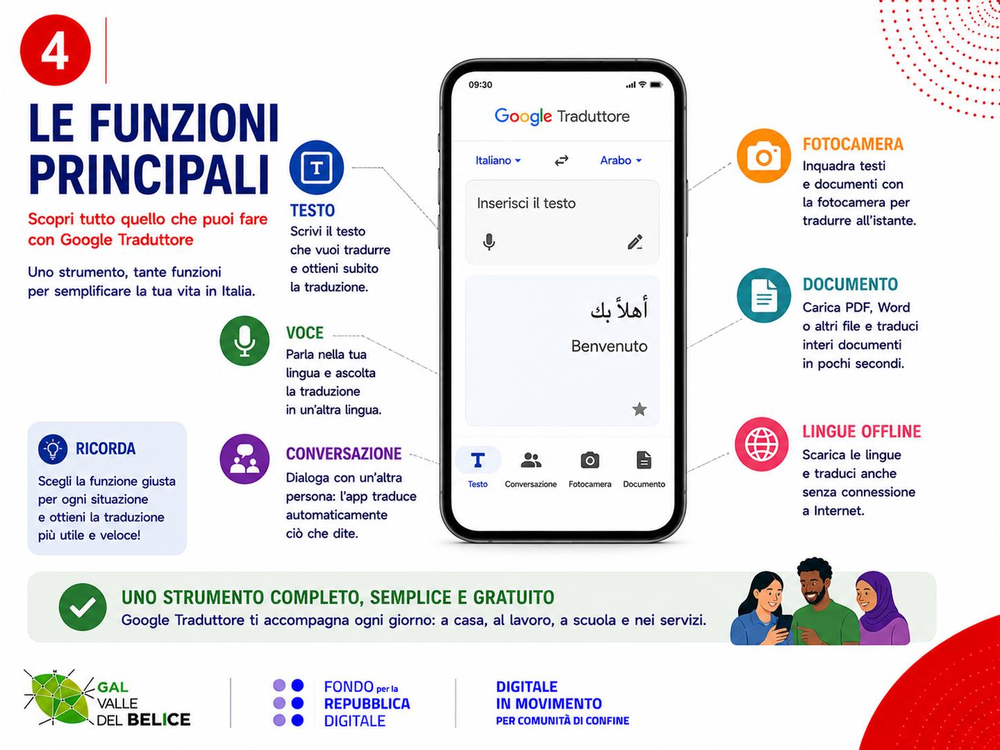 4
LE FUNZIONI
PRINCIPALI
Scopri tutto quello che puoi fare
con Google Traduttore
Uno strumento, tante funzioni
per semplificare la tua vita in Italia.
TESTO
Scrivi il testo
che vuoi tradurre
e ottieni subito
la traduzione.
VOCE
Parla nella tua
lingua e ascolta
la traduzione
in un'altra lingua.
CONVERSAZIONE
Dialoga con un'altra
persona: l'app traduce
automaticamente
ciò che dite.
RICORDA
Scegli la funzione giusta
per ogni situazione
e ottieni la traduzione
più utile e veloce!
09:30
Google Traduttore
Italiano
Arabo
Inserisci il testo
أهلاً بك
Benvenuto
Testo
Conversazione
Fotocamera
Documento
FOTOCAMERA
Inquadra testi
e documenti con
la fotocamera per
tradurre all'istante.
DOCUMENTO
Carica PDF, Word
o altri file e traduci
interi documenti
in pochi secondi.
LINGUE OFFLINE
Scarica le lingue
e traduci anche
senza connessione
a Internet.
UNO STRUMENTO COMPLETO, SEMPLICE E GRATUITO
Google Traduttore ti accompagna ogni giorno: a casa, al lavoro, a scuola e nei servizi.
GAL
VALLE
DEL BELICE
FONDO per la
REPUBBLICA
DIGITALE
DIGITALE
IN MOVIMENTO
PER COMUNITÀ DI CONFINE